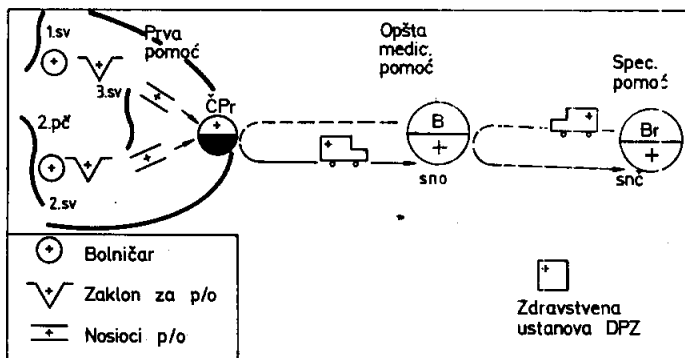 1.sv
Prva
pomoć
3.sv
ČPr
2.pč
2.sv
Opšta
medic.
pomoć
B
sno
Spec.
pomoć
Br
snč
Bolničar
Zaklon za p/o
Nosioci p/o
Zdravstvena
ustanova DPZ